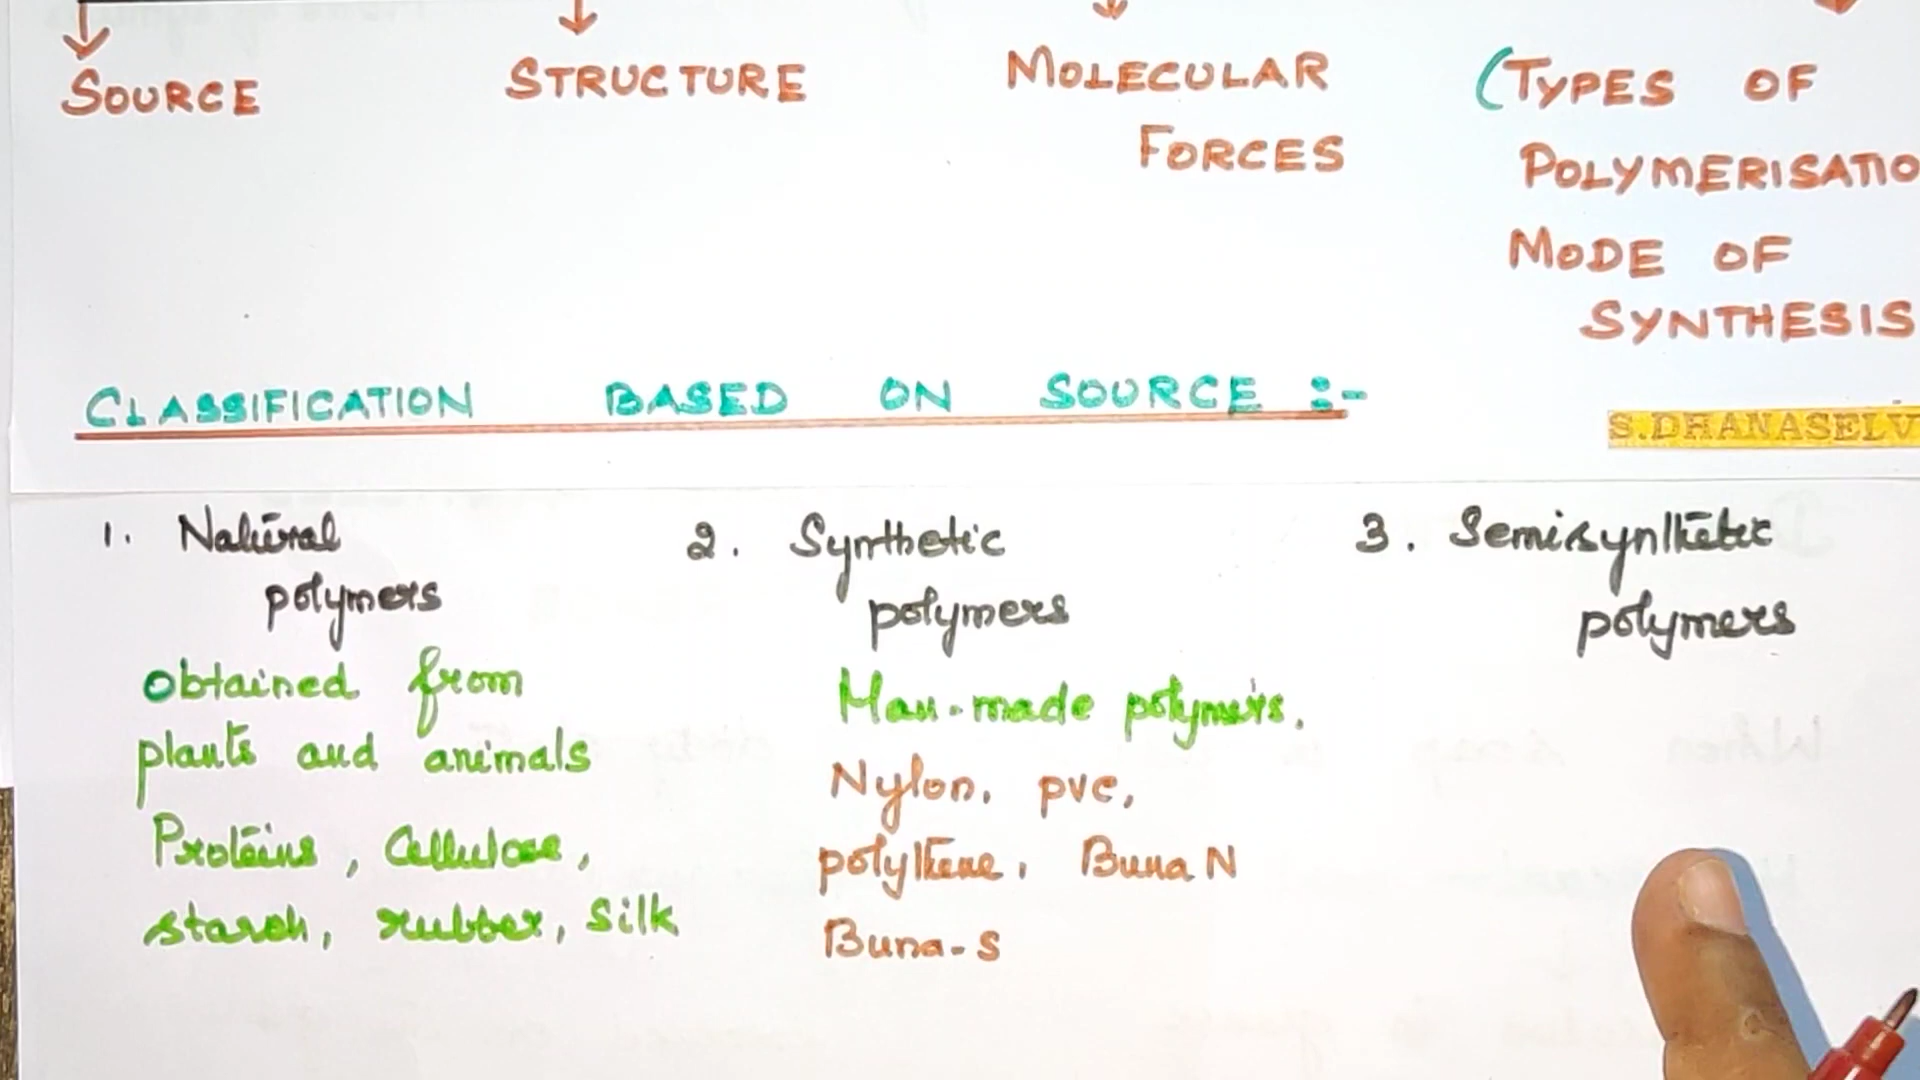 SOURCE
STRUCTURE
MOLECULAR
FORCES
(TYPES OF
POLYMERISATIO
MODE OF
SYNTHESIS
CLASSIFICATION BASED ON SOURCE :-
S.DHANASELV
1. Natural
polymers
obtained from
plants and animals
Proteins, Cellulose,
starch, rubber, silk
2. Synthetic
polymers
Man-made polymers.
Nylon, pvc,
polythene, Buna N
Buna-S
3. Semisynthetic
polymers